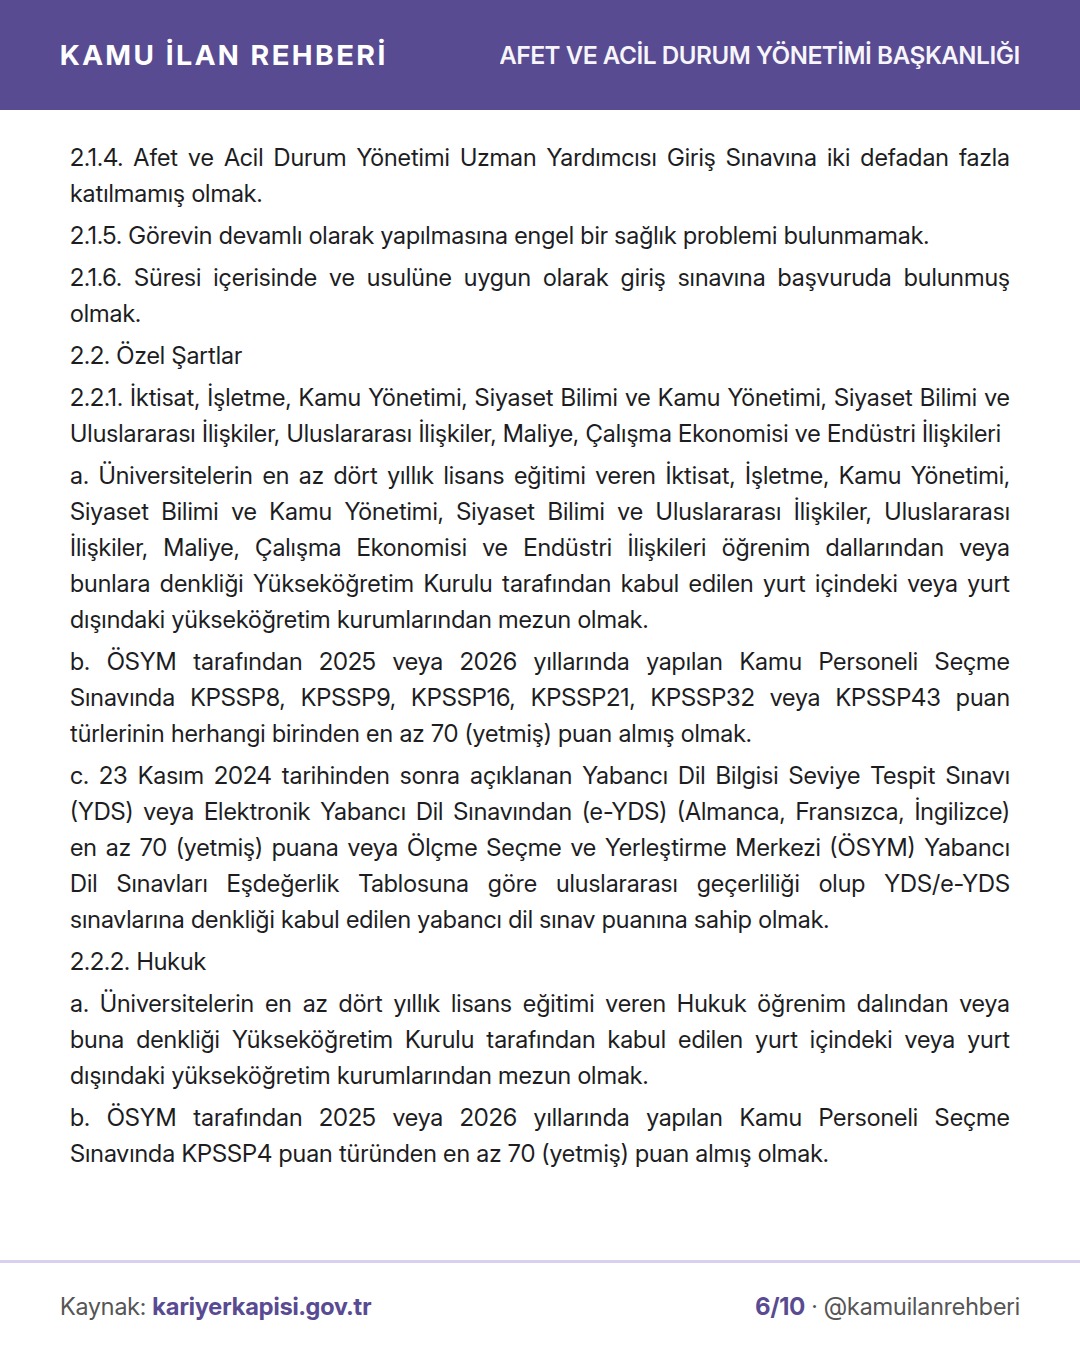 KAMU İLAN REHBERİ
AFET VE ACİL DURUM YÖNETİMİ BAŞKANLIĞI
2.1.4. Afet ve Acil Durum Yönetimi Uzman Yardımcısı Giriş Sınavına iki defadan fazla
katılmamış olmak.
2.1.5. Görevin devamlı olarak yapılmasına engel bir sağlık problemi bulunmamak.
2.1.6. Süresi içerisinde ve usulüne uygun olarak giriş sınavına başvuruda bulunmuş
olmak.
2.2. Özel Şartlar
2.2.1. İktisat, İşletme, Kamu Yönetimi, Siyaset Bilimi ve Kamu Yönetimi, Siyaset Bilimi ve
Uluslararası İlişkiler, Uluslararası İlişkiler, Maliye, Çalışma Ekonomisi ve Endüstri İlişkileri
a. Üniversitelerin en az dört yıllık lisans eğitimi veren İktisat, İşletme, Kamu Yönetimi,
Siyaset Bilimi ve Kamu Yönetimi, Siyaset Bilimi ve Uluslararası İlişkiler, Uluslararası
İlişkiler, Maliye, Çalışma Ekonomisi ve Endüstri İlişkileri öğrenim dallarından veya
bunlara denkliği Yükseköğretim Kurulu tarafından kabul edilen yurt içindeki veya yurt
dışındaki yükseköğretim kurumlarından mezun olmak.
b. ÖSYM tarafından 2025 veya 2026 yıllarında yapılan Kamu Personeli Seçme
Sınavında KPSSP8, KPSSP9, KPSSP16, KPSSP21, KPSSP32 veya KPSSP43 puan
türlerinin herhangi birinden en az 70 (yetmiş) puan almış olmak.
c. 23 Kasım 2024 tarihinden sonra açıklanan Yabancı Dil Bilgisi Seviye Tespit Sınavı
(YDS) veya Elektronik Yabancı Dil Sınavından (e-YDS) (Almanca, Fransızca, İngilizce)
en az 70 (yetmiş) puana veya Ölçme Seçme ve Yerleştirme Merkezi (ÖSYM) Yabancı
Dil Sınavları Eşdeğerlik Tablosuna göre uluslararası geçerliliği olup YDS/e-YDS
sınavlarına denkliği kabul edilen yabancı dil sınav puanına sahip olmak.
2.2.2. Hukuk
a. Üniversitelerin en az dört yıllık lisans eğitimi veren Hukuk öğrenim dalından veya
buna denkliği Yükseköğretim Kurulu tarafından kabul edilen yurt içindeki veya yurt
dışındaki yükseköğretim kurumlarından mezun olmak.
b. ÖSYM tarafından 2025 veya 2026 yıllarında yapılan Kamu Personeli Seçme
Sınavında KPSSP4 puan türünden en az 70 (yetmiş) puan almış olmak.
Kaynak: kariyerkapisi.gov.tr
6/10 · @kamuilanrehberi